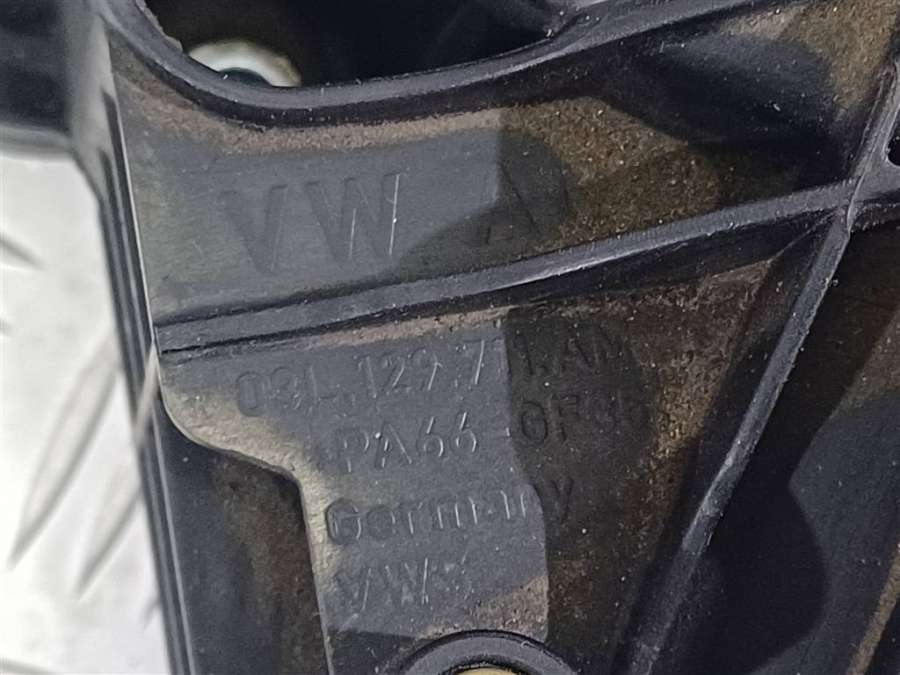 VW
03L.129.711.AM
PA66-GF35
Germany